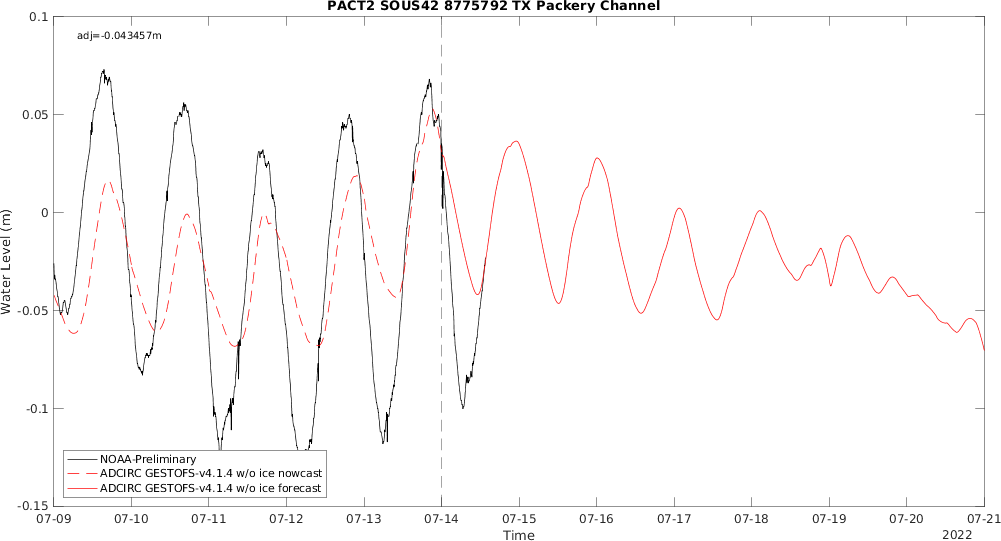 PACT2 SOUS42 8775792 TX Packery Channel
adj=-0.043457m
0.1
0.05
0
-0.05
-0.1
-0.15
Water Level (m)
NOAA-Preliminary
ADCIRC GESTOFS-v4.1.4 w/o ice nowcast
ADCIRC GESTOFS-v4.1.4 w/o ice forecast
07-09 07-10 07-11 07-12 07-13 07-14 07-15 07-16 07-17 07-18 07-19 07-20 07-21
Time
2022